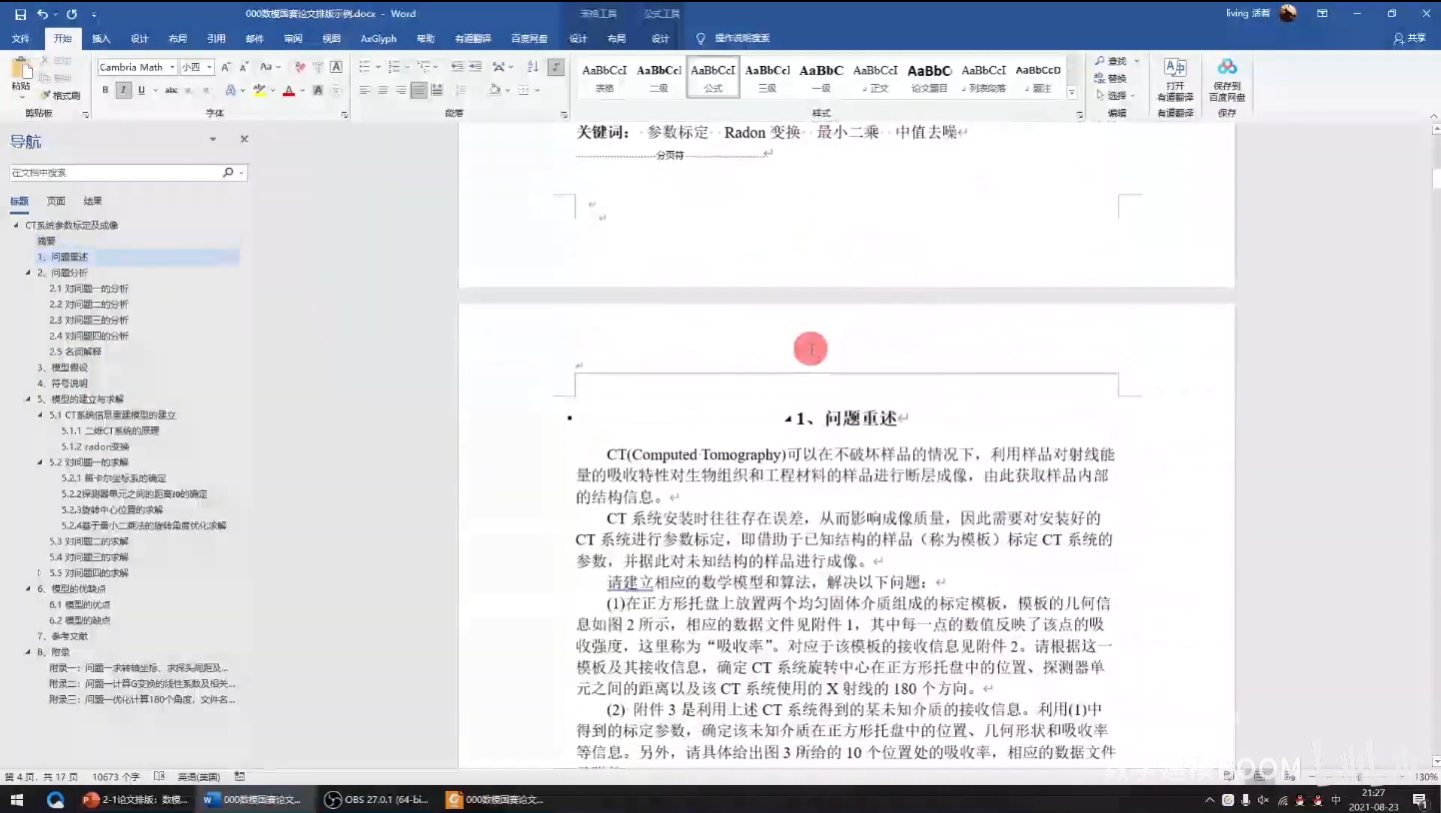 000数模国赛论文排版示例.docx - Word
表格工具
公式工具
living 活着
文件 开始 插入 设计 布局 引用 邮件 审阅 视图 AxGlyph 帮助 有道翻译 百度网盘 设计 布局 设计 操作说明搜索
共享
粘贴
格式刷
剪贴板
Cambria Math
小四
字体
段落
AaBbCcI 表格
AaBbCcI 二级
AaBbCcI 公式
AaBbCcI 三级
AaBbC 一级
AaBbCcI 正文
AaBbC 论文题目
AaBbCcI 列表段落
AaBbCcD 题注
样式
查找
替换
选择
编辑
打开
有道翻译
有道翻译
保存到
百度网盘
保存
导航
在文档中搜索
标题 页面 结果
CT系统参数标定及成像
摘要
1、问题重述
2、问题分析
2.1 对问题一的分析
2.2 对问题二的分析
2.3 对问题三的分析
2.4 对问题四的分析
2.5 名词解释
3、模型假设
4、符号说明
5、模型的建立与求解
5.1 CT系统信息重建模型的建立
5.1.1 二维CT系统的原理
5.1.2 radon变换
5.2 对问题一的求解
5.2.1 笛卡尔坐标系的确定
5.2.2探测器单元之间的距离l0的确定
5.2.3旋转中心位置的求解
5.2.4基于最小二乘法的旋转角度优化求解
5.3 对问题二的求解
5.4 对问题三的求解
5.5 对问题四的求解
6、模型的优缺点
6.1 模型的优点
6.2 模型的缺点
7、参考文献
8、附录
附录一：问题一求转轴坐标、求探头间距及...
附录二：问题一计算G变换的线性系数及相关...
附录三：问题一优化计算180个角度，文件名...
关键词： 参数标定 Radon 变换 最小二乘 中值去噪
分页符
1、问题重述
CT(Computed Tomography)可以在不破坏样品的情况下，利用样品对射线能
量的吸收特性对生物组织和工程材料的样品进行断层成像，由此获取样品内部
的结构信息。
CT 系统安装时往往存在误差，从而影响成像质量，因此需要对安装好的
CT 系统进行参数标定，即借助于已知结构的样品（称为模板）标定 CT 系统的
参数，并据此对未知结构的样品进行成像。
请建立相应的数学模型和算法，解决以下问题：
(1)在正方形托盘上放置两个均匀固体介质组成的标定模板，模板的几何信
息如图 2 所示，相应的数据文件见附件 1，其中每一点的数值反映了该点的吸
收强度，这里称为“吸收率”。对应于该模板的接收信息见附件 2。请根据这一
模板及其接收信息，确定 CT 系统旋转中心在正方形托盘中的位置、探测器单
元之间的距离以及该 CT 系统使用的 X 射线的 180 个方向。
(2) 附件 3 是利用上述 CT 系统得到的某未知介质的接收信息。利用(1)中
得到的标定参数，确定该未知介质在正方形托盘中的位置、几何形状和吸收率
等信息。另外，请具体给出图 3 所给的 10 个位置处的吸收率，相应的数据文件
第 4 页，共 17 页 10673 个字 英语(美国)
130%
2-1论文排版：数模...
000数模国赛论文...
OBS 27.0.1 (64-bi...
000数模国赛论文...
中
21:27
2021-08-23